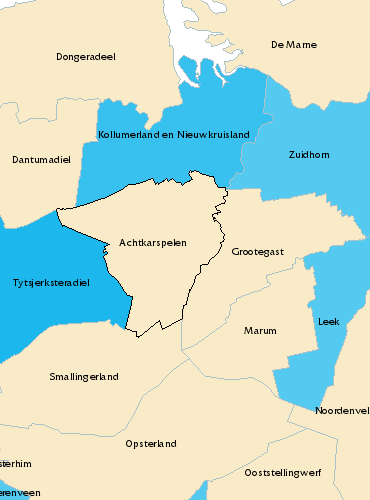 De Marne
Dongeradeel
Kollumerland en Nieuwkruisland
Zuidhorn
Dantumadiel
Achtkarspelen
Grootegast
Tytsjerksteradiel
Leek
Marum
Smallingerland
Noordenvel
Opsterland
sterhim
Ooststellingwerf
erenveen